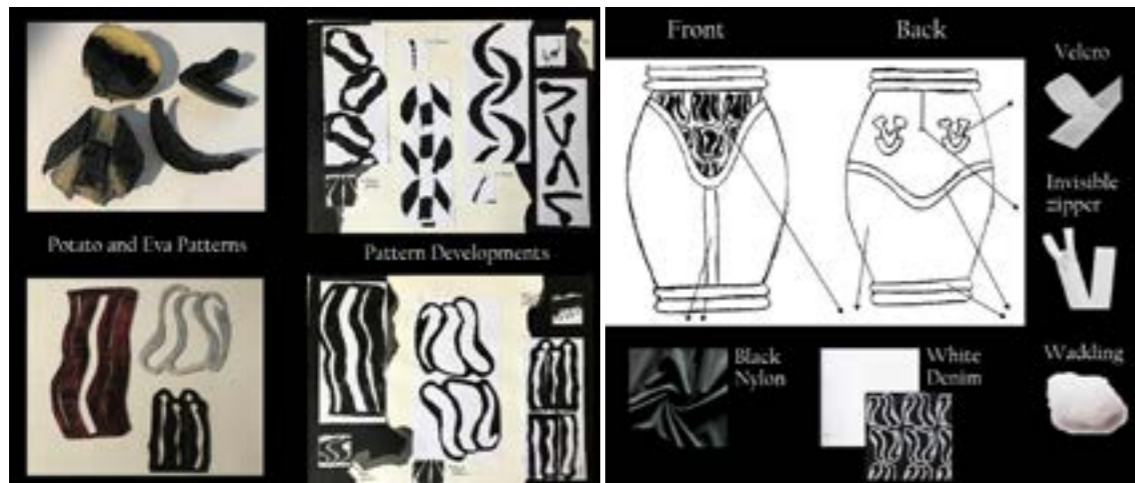 Potato and Eva Patterns
Pattern Developments
Front
Back
Velcro
Invisible
zipper
Black
Nylon
White
Denim
Wadding